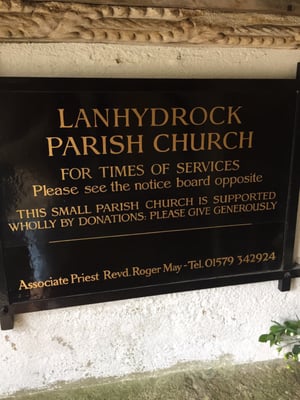 LANHYDROCK
PARISH CHURCH
FOR TIMES OF SERVICES
Please see the notice board opposite
THIS SMALL PARISH CHURCH IS SUPPORTED
WHOLLY BY DONATIONS. PLEASE GIVE GENEROUSLY
Associate Priest Revd. Roger May - Tel. 01579 342924